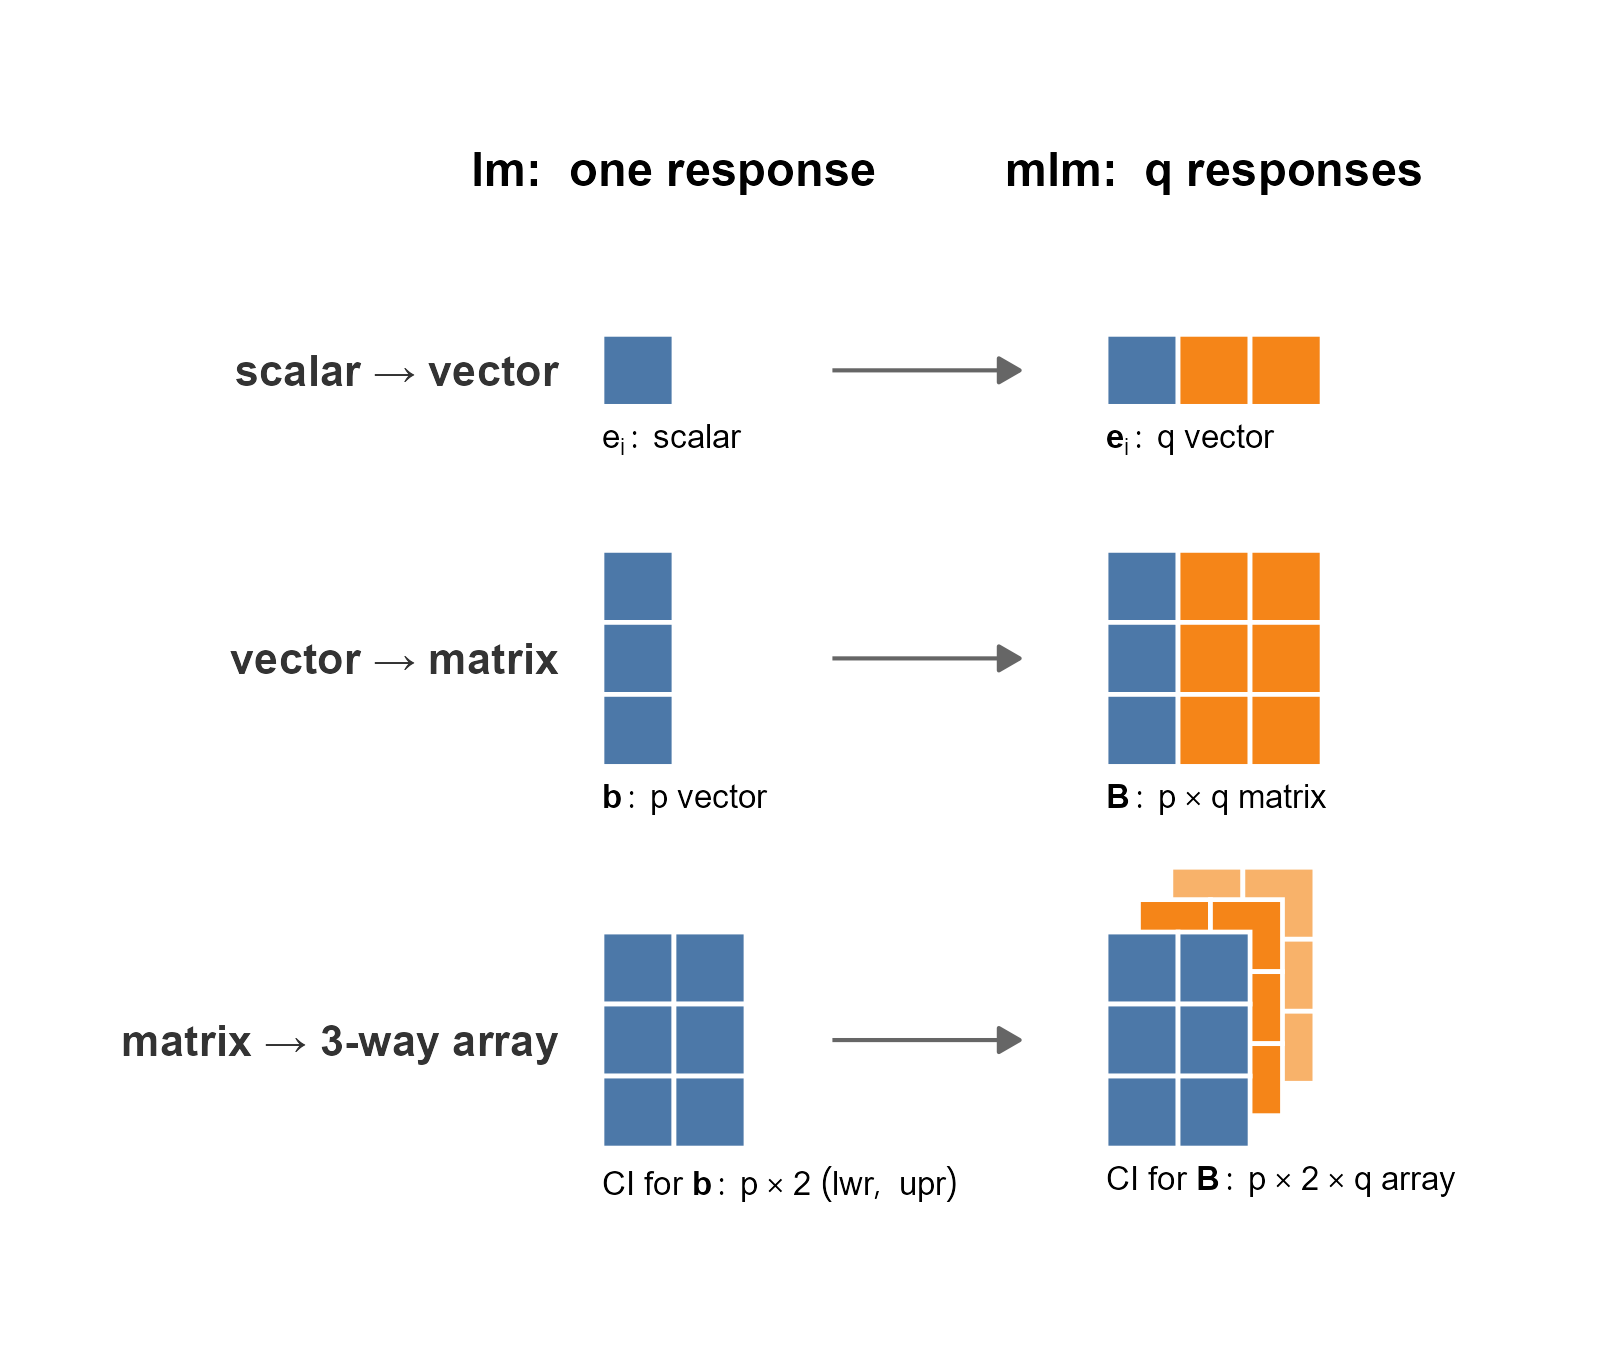 lm: one response
mlm: q responses
scalar → vector
eᵢ: scalar
eᵢ: q vector
vector → matrix
b: p vector
B: p × q matrix
matrix → 3-way array
CI for b: p × 2 (lwr, upr)
CI for B: p × 2 × q array